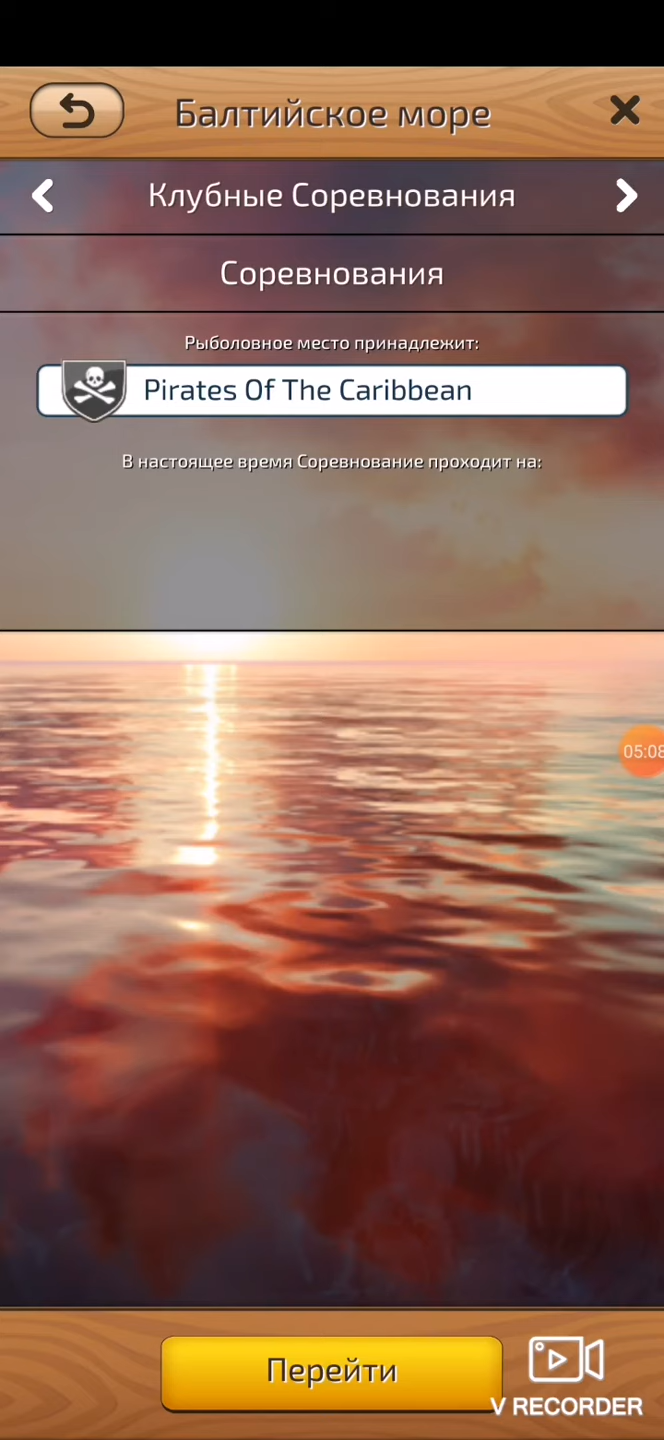 Балтийское море
Клубные Соревнования
Соревнования
Рыболовное место принадлежит:
Pirates Of The Caribbean
В настоящее время Соревнование проходит на:
05:08
Перейти
V RECORDER